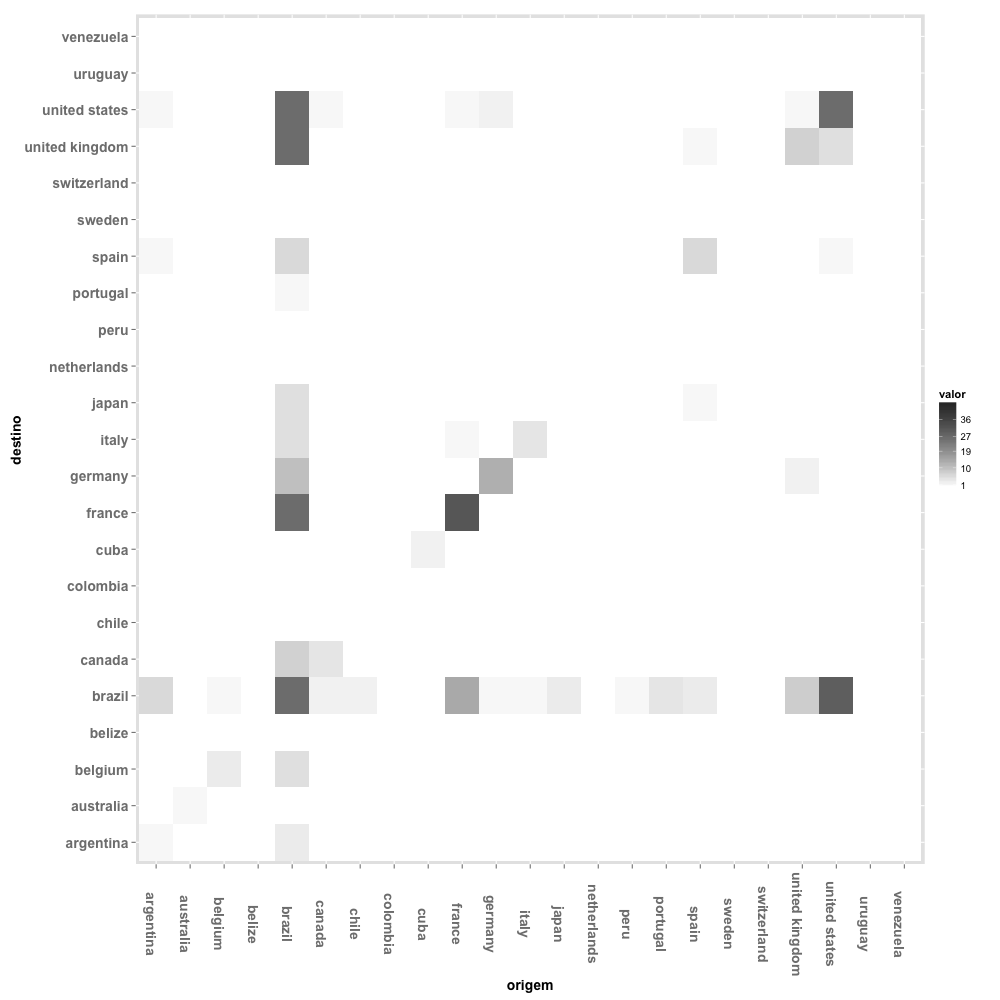 venezuela
uruguay
united states
united kingdom
switzerland
sweden
spain
portugal
peru
netherlands
japan
italy
germany
france
cuba
colombia
chile
canada
brazil
belize
belgium
australia
argentina
destino
valor
36
27
19
10
1
argentina
australia
belgium
belize
brazil
canada
chile
colombia
cuba
france
germany
italy
japan
netherlands
peru
portugal
spain
sweden
switzerland
united kingdom
united states
uruguay
venezuela
origem